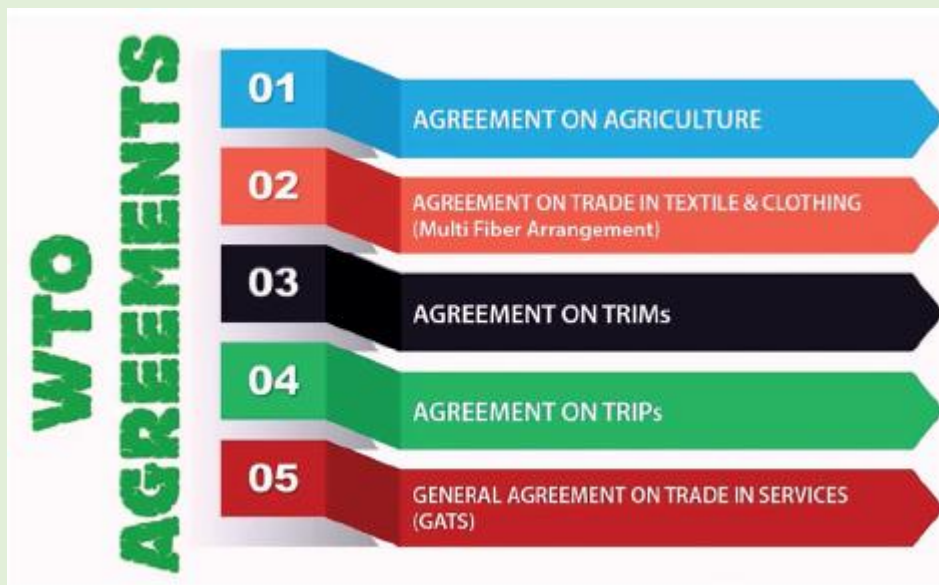 WTO
AGREEMENTS
01
AGREEMENT ON AGRICULTURE
02
AGREEMENT ON TRADE IN TEXTILE & CLOTHING
(Multi Fiber Arrangement)
03
AGREEMENT ON TRIMs
04
AGREEMENT ON TRIPs
05
GENERAL AGREEMENT ON TRADE IN SERVICES
(GATS)